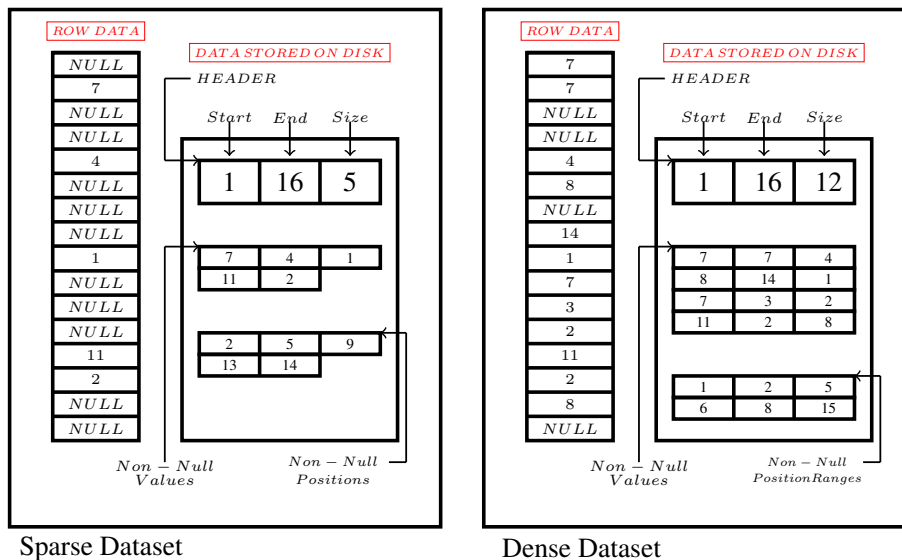 ROW DATA
DATA STORED ON DISK
HEADER
NULL
7
NULL
NULL
4
NULL
NULL
NULL
1
NULL
NULL
NULL
11
2
NULL
NULL
Start End Size
1 16 5
7 4 1
11 2
2 5 9
13 14
Non – Null
Values
Non – Null
Positions
Sparse Dataset
ROW DATA
DATA STORED ON DISK
HEADER
7
7
NULL
NULL
4
8
NULL
14
1
7
3
2
11
2
8
NULL
Start End Size
1 16 12
7 7 4
8 14 1
7 3 2
11 2 8
1 2 5
6 8 15
Non – Null
Values
Non – Null
PositionRanges
Dense Dataset